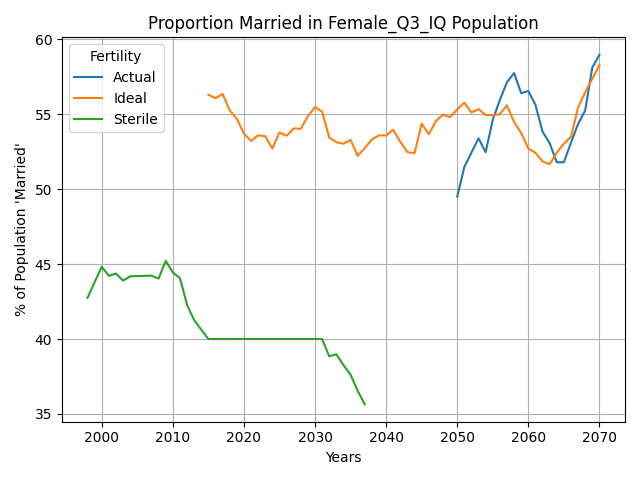 Proportion Married in Female_Q3_IQ Population
Fertility
Actual
Ideal
Sterile
% of Population 'Married'
60
55
50
45
40
35
2000
2010
2020
2030
2040
2050
2060
2070
Years